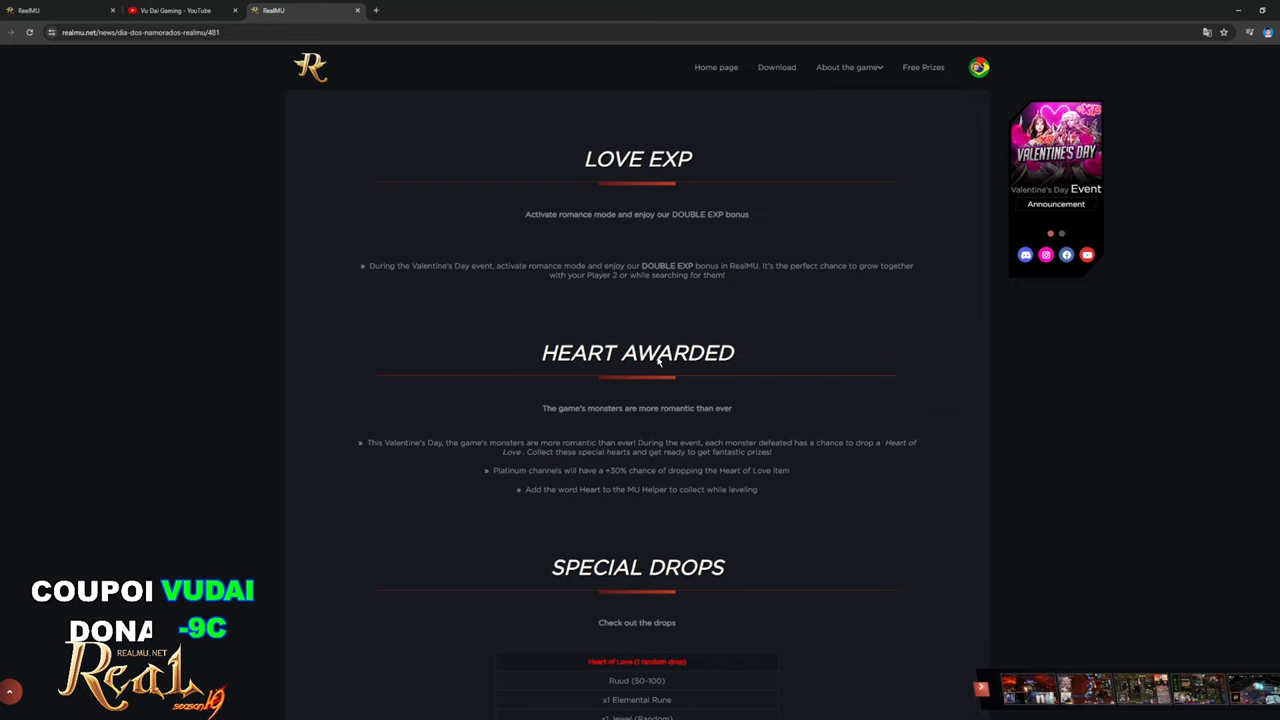 RealMU
Vu Dai Gaming - YouTube
RealMU
realmu.net/news/dia-dos-namorados-realmu/481
Home page
Download
About the game
Free Prizes
LOVE EXP
Activate romance mode and enjoy our DOUBLE EXP bonus
» During the Valentine's Day event, activate romance mode and enjoy our DOUBLE EXP bonus in RealMU. It's the perfect chance to grow together
with your Player 2 or while searching for them!
HEART AWARDED
The game's monsters are more romantic than ever
» This Valentine's Day, the game's monsters are more romantic than ever! During the event, each monster defeated has a chance to drop a Heart of
Love . Collect these special hearts and get ready to get fantastic prizes!
» Platinum channels will have a +30% chance of dropping the Heart of Love item
» Add the word Heart to the MU Helper to collect while leveling
SPECIAL DROPS
Check out the drops
Heart of Love (1 random drop)
Ruud (50-100)
x1 Elemental Rune
x1 Jewel (Random)
VALENTINE'S DAY
Valentine's Day Event
Announcement
COUPO VUDAI
DONA -9C
REALMU.NET
Real
season 19